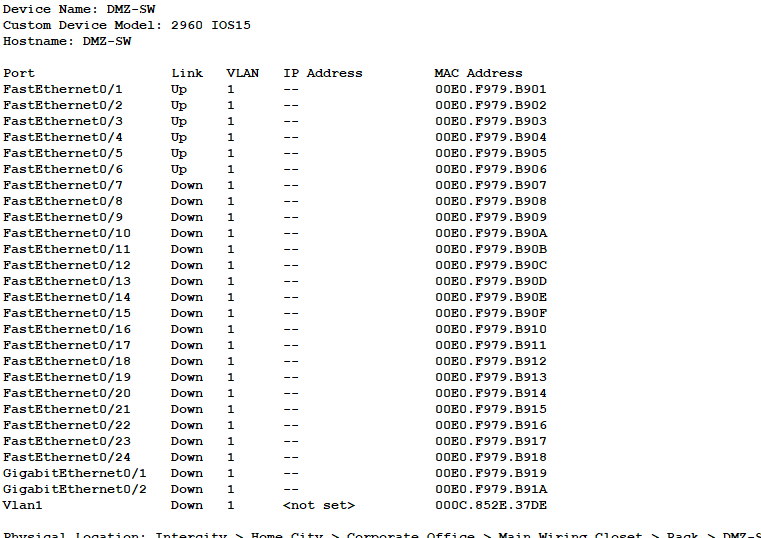 Device Name: DMZ-SW
Custom Device Model: 2960 IOS15
Hostname: DMZ-SW
Port Link VLAN IP Address MAC Address
FastEthernet0/1 Up 1 -- 00E0.F979.B901
FastEthernet0/2 Up 1 -- 00E0.F979.B902
FastEthernet0/3 Up 1 -- 00E0.F979.B903
FastEthernet0/4 Up 1 -- 00E0.F979.B904
FastEthernet0/5 Up 1 -- 00E0.F979.B905
FastEthernet0/6 Up 1 -- 00E0.F979.B906
FastEthernet0/7 Down 1 -- 00E0.F979.B907
FastEthernet0/8 Down 1 -- 00E0.F979.B908
FastEthernet0/9 Down 1 -- 00E0.F979.B909
FastEthernet0/10 Down 1 -- 00E0.F979.B90A
FastEthernet0/11 Down 1 -- 00E0.F979.B90B
FastEthernet0/12 Down 1 -- 00E0.F979.B90C
FastEthernet0/13 Down 1 -- 00E0.F979.B90D
FastEthernet0/14 Down 1 -- 00E0.F979.B90E
FastEthernet0/15 Down 1 -- 00E0.F979.B90F
FastEthernet0/16 Down 1 -- 00E0.F979.B910
FastEthernet0/17 Down 1 -- 00E0.F979.B911
FastEthernet0/18 Down 1 -- 00E0.F979.B912
FastEthernet0/19 Down 1 -- 00E0.F979.B913
FastEthernet0/20 Down 1 -- 00E0.F979.B914
FastEthernet0/21 Down 1 -- 00E0.F979.B915
FastEthernet0/22 Down 1 -- 00E0.F979.B916
FastEthernet0/23 Down 1 -- 00E0.F979.B917
FastEthernet0/24 Down 1 -- 00E0.F979.B918
GigabitEthernet0/1 Down 1 -- 00E0.F979.B919
GigabitEthernet0/2 Down 1 -- 00E0.F979.B91A
Vlan1 Down 1 <not set> 000C.852E.37DE
Physical Location: Intercity > Home City > Corporate Office > Main Wiring Closet > Rack > DMZ-S